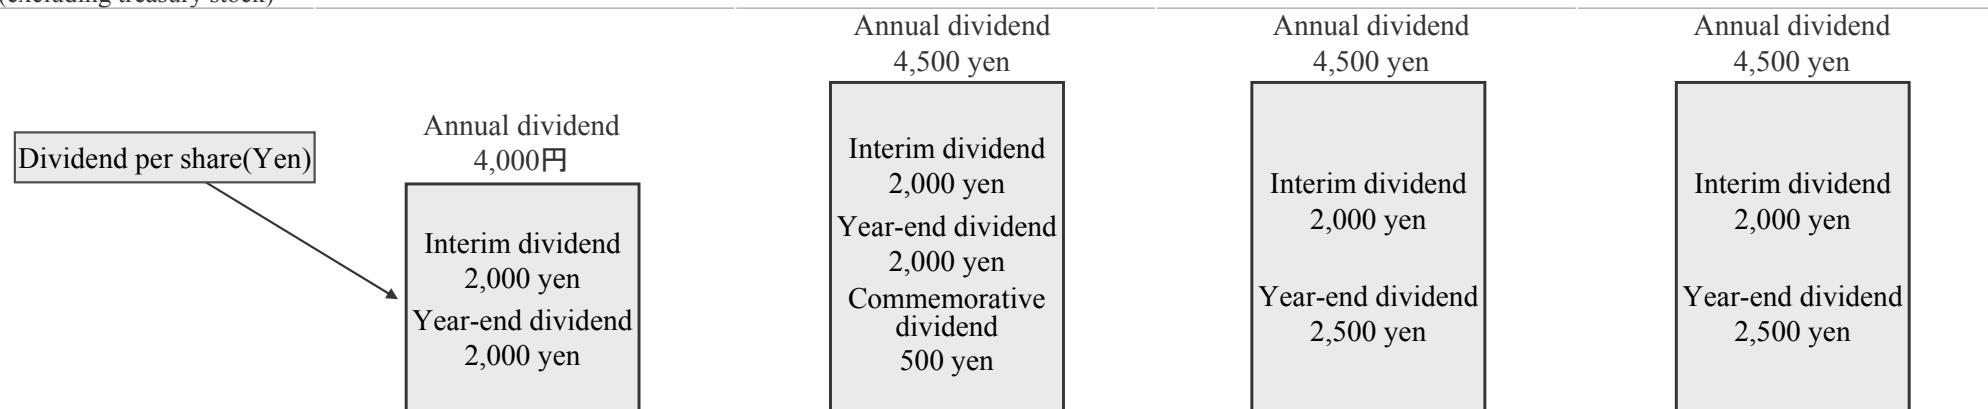 (excluding treasury stock)
Annual dividend
4,500 yen
Annual dividend
4,500 yen
Annual dividend
4,500 yen
Dividend per share(Yen)
Annual dividend
4,000円
Interim dividend
2,000 yen
Year-end dividend
2,000 yen
Interim dividend
2,000 yen
Year-end dividend
2,000 yen
Commemorative
dividend
500 yen
Interim dividend
2,000 yen
Year-end dividend
2,500 yen
Interim dividend
2,000 yen
Year-end dividend
2,500 yen